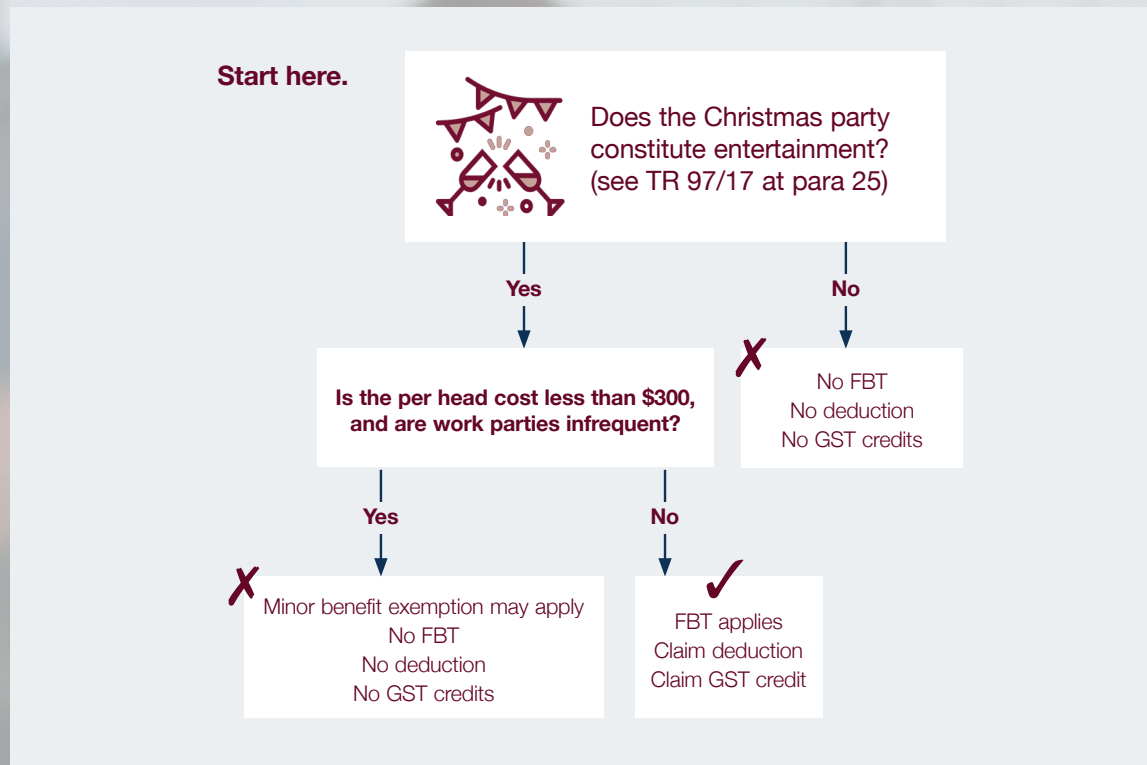 Start here.
Does the Christmas party
constitute entertainment?
(see TR 97/17 at para 25)
Yes
No
Is the per head cost less than $300,
and are work parties infrequent?
✗
No FBT
No deduction
No GST credits
Yes
No
✗
Minor benefit exemption may apply
No FBT
No deduction
No GST credits
✓
FBT applies
Claim deduction
Claim GST credit